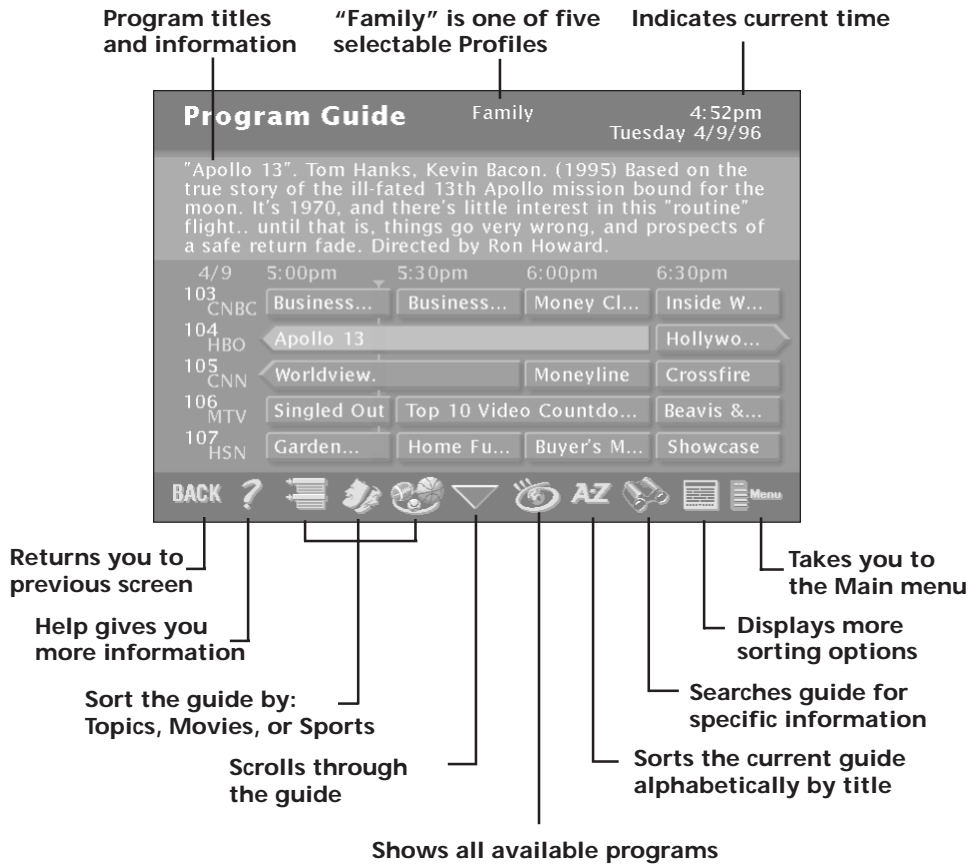 Program titles
and information
“Family” is one of five
selectable Profiles
Indicates current time
Program Guide
Family
4:52pm
Tuesday 4/9/96
"Apollo 13". Tom Hanks, Kevin Bacon. (1995) Based on the
true story of the ill-fated 13th Apollo mission bound for the
moon. It's 1970, and there's little interest in this "routine"
flight.. until that is, things go very wrong, and prospects of
a safe return fade. Directed by Ron Howard.
4/9 5:00pm 5:30pm 6:00pm 6:30pm
103 CNBC Business... Business... Money Cl... Inside W...
104 HBO Apollo 13 Hollywo...
105 CNN Worldview. Moneyline Crossfire
106 MTV Singled Out Top 10 Video Countdo... Beavis &...
107 HSN Garden... Home Fu... Buyer's M... Showcase
BACK ? A-Z Menu
Returns you to
previous screen
Takes you to
the Main menu
Help gives you
more information
Displays more
sorting options
Sort the guide by:
Topics, Movies, or Sports
Searches guide for
specific information
Scrolls through
the guide
Sorts the current guide
alphabetically by title
Shows all available programs